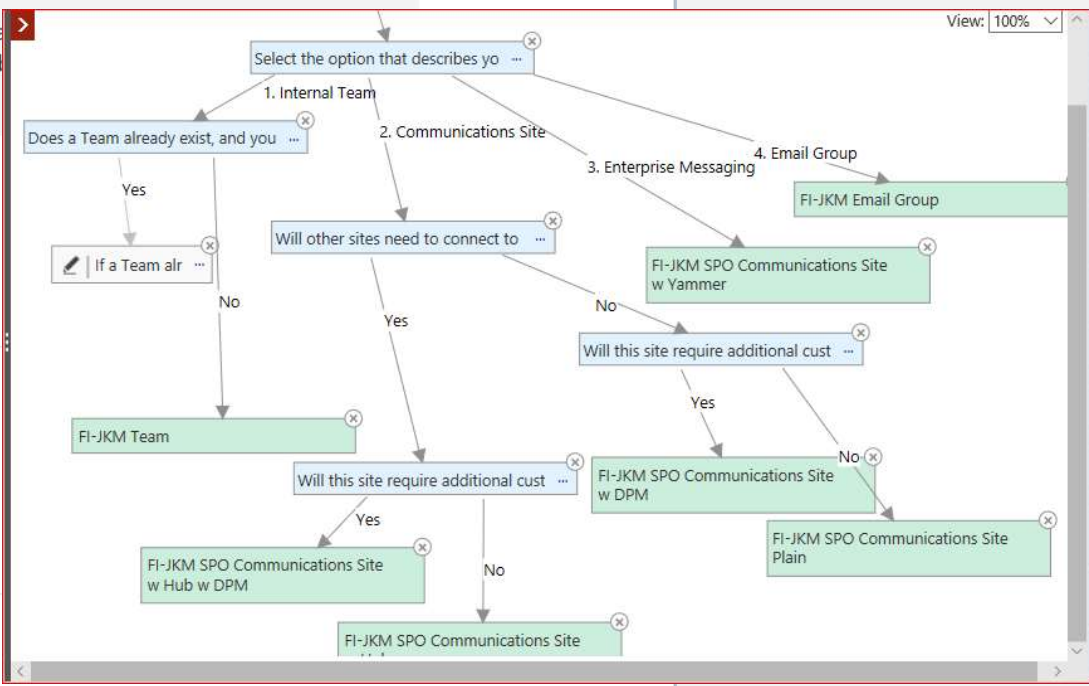 View: 100%
Select the option that describes yo ...
1. Internal Team
Does a Team already exist, and you ...
2. Communications Site
4. Email Group
3. Enterprise Messaging
Yes
FI-JKM Email Group
Will other sites need to connect to ...
If a Team alr ...
FI-JKM SPO Communications Site
w Yammer
No
No
Yes
Will this site require additional cust ...
Yes
FI-JKM Team
No
Will this site require additional cust ...
FI-JKM SPO Communications Site
w DPM
Yes
FI-JKM SPO Communications Site
Plain
FI-JKM SPO Communications Site
w Hub w DPM
No
FI-JKM SPO Communications Site